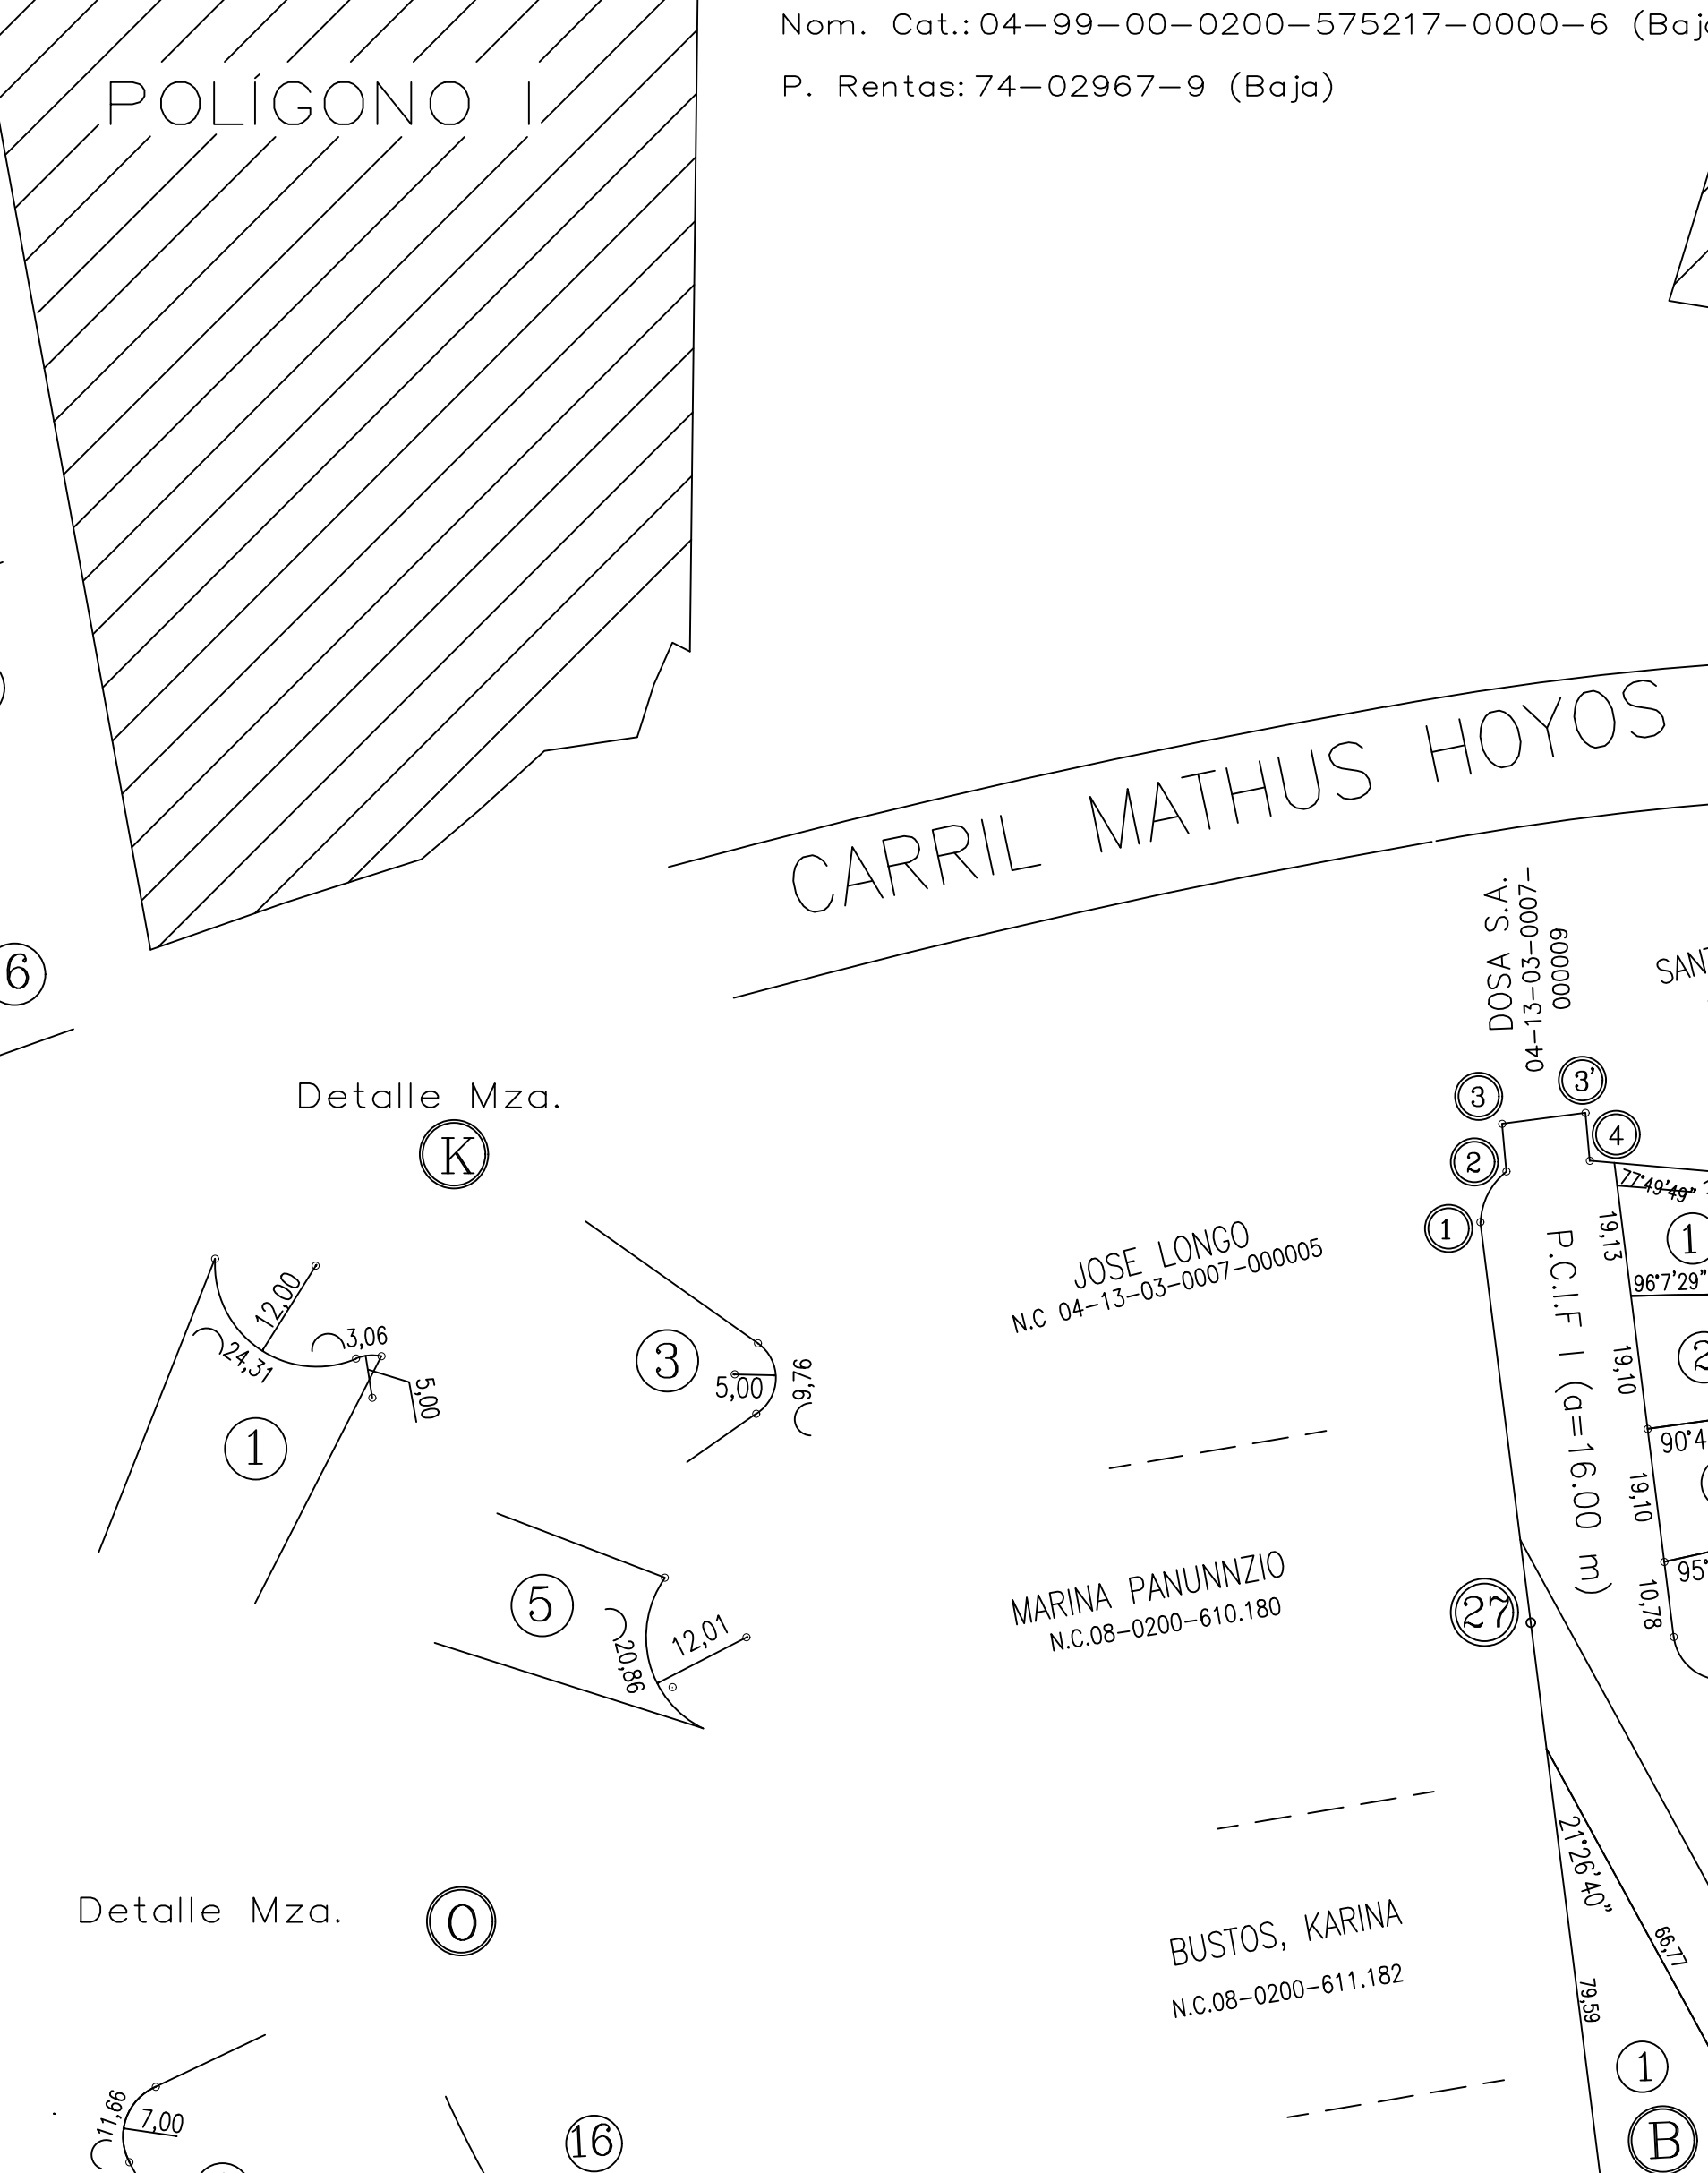 Nom. Cat.: 04-99-00-0200-575217-0000-6
P. Rentas: 74-02967-9 (Baja)
POLÍGONO I
CARRIL MATHUS HOYOS
DOSA S.A.
04-13-03-0007-
000009
6
Detalle Mza.
K
3
3'
4
2
1
77°49'49"
19,13
1
96°7'29"
JOSE LONGO
N.C 04-13-03-0007-000005
12,00
3,06
24,31
5,00
1
3
5,00
9,76
P.C.I.F I (a=16.00 m)
19,10
2
19,10
10,78
5
20,86
12,01
MARINA PANUNNZIO
N.C.08-0200-610.180
27
21°26'40"
66,77
79,59
Detalle Mza.
O
BUSTOS, KARINA
N.C.08-0200-611.182
1
B
11,66
7,00
16